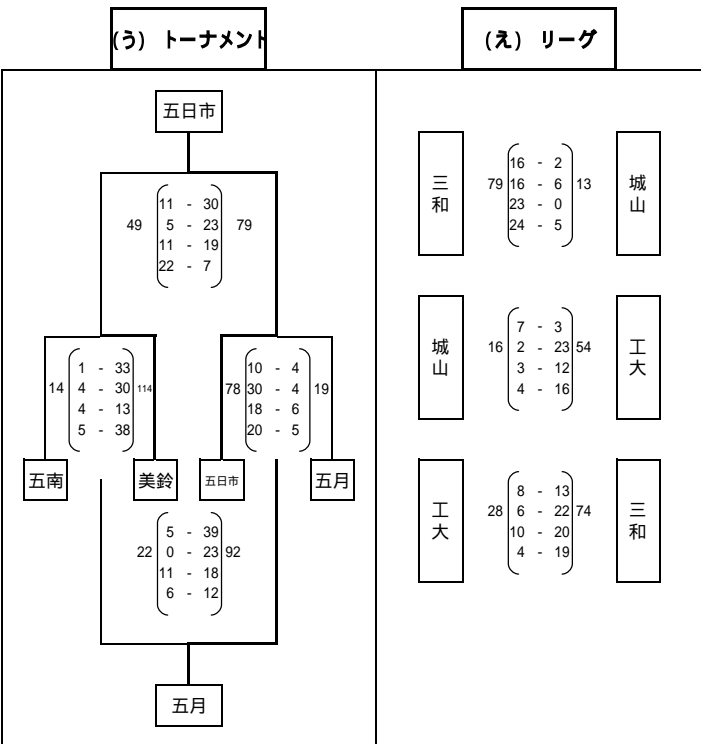 (う) トーナメント
五日市
11 - 30
49 5 - 23 79
11 - 19
22 - 7
1 - 33
14 4 - 30 114
4 - 13
5 - 38
10 - 4
78 30 - 4 19
18 - 6
20 - 5
五南 美鈴 五日市 五月
5 - 39
22 0 - 23 92
11 - 18
6 - 12
五月
(え) リーグ
三和
16 - 2
79 16 - 6 13
23 - 0
24 - 5
城山
城山
7 - 3
16 2 - 23 54
3 - 12
4 - 16
工大
工大
8 - 13
28 6 - 22 74
10 - 20
4 - 19
三和